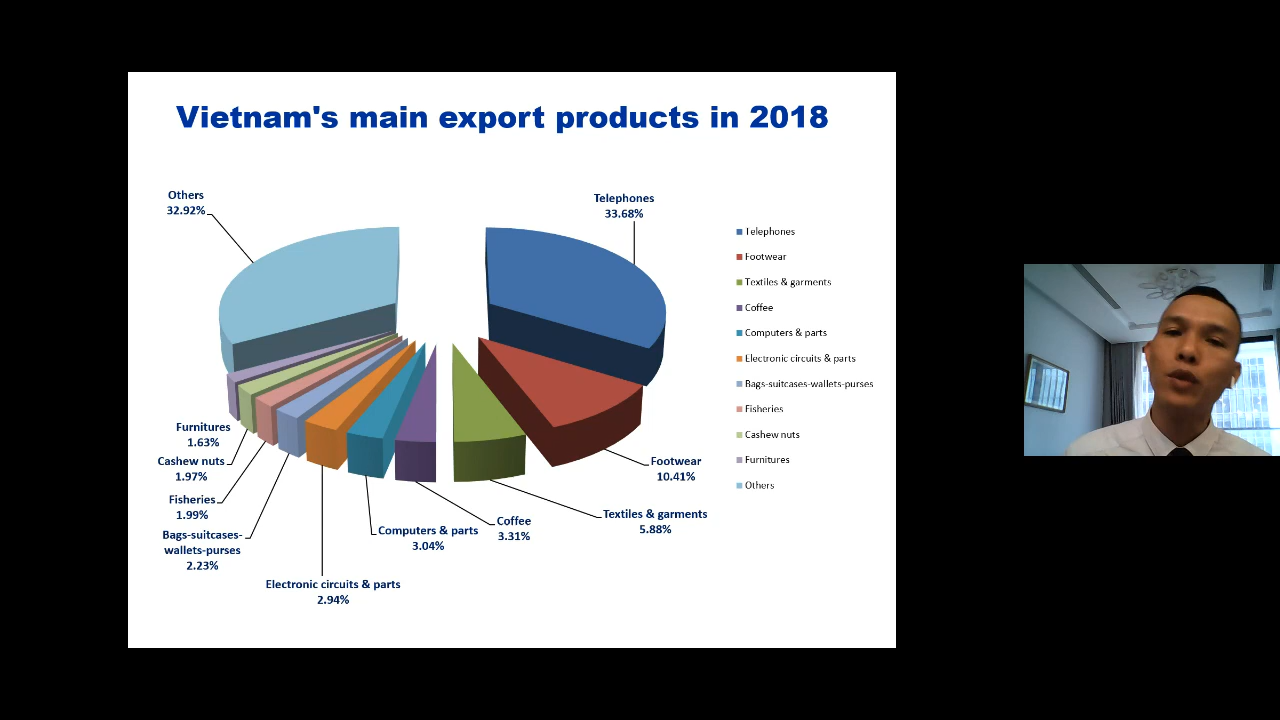 Vietnam's main export products in 2018
Others
32.92%
Telephones
33.68%
Furnitures
1.63%
Cashew nuts
1.97%
Fisheries
1.99%
Bags-suitcases-
wallets-purses
2.23%
Electronic circuits & parts
2.94%
Computers & parts
3.04%
Coffee
3.31%
Textiles & garments
5.88%
Footwear
10.41%
Telephones
Footwear
Textiles & garments
Coffee
Computers & parts
Electronic circuits & parts
Bags-suitcases-wallets-purses
Fisheries
Cashew nuts
Furnitures
Others